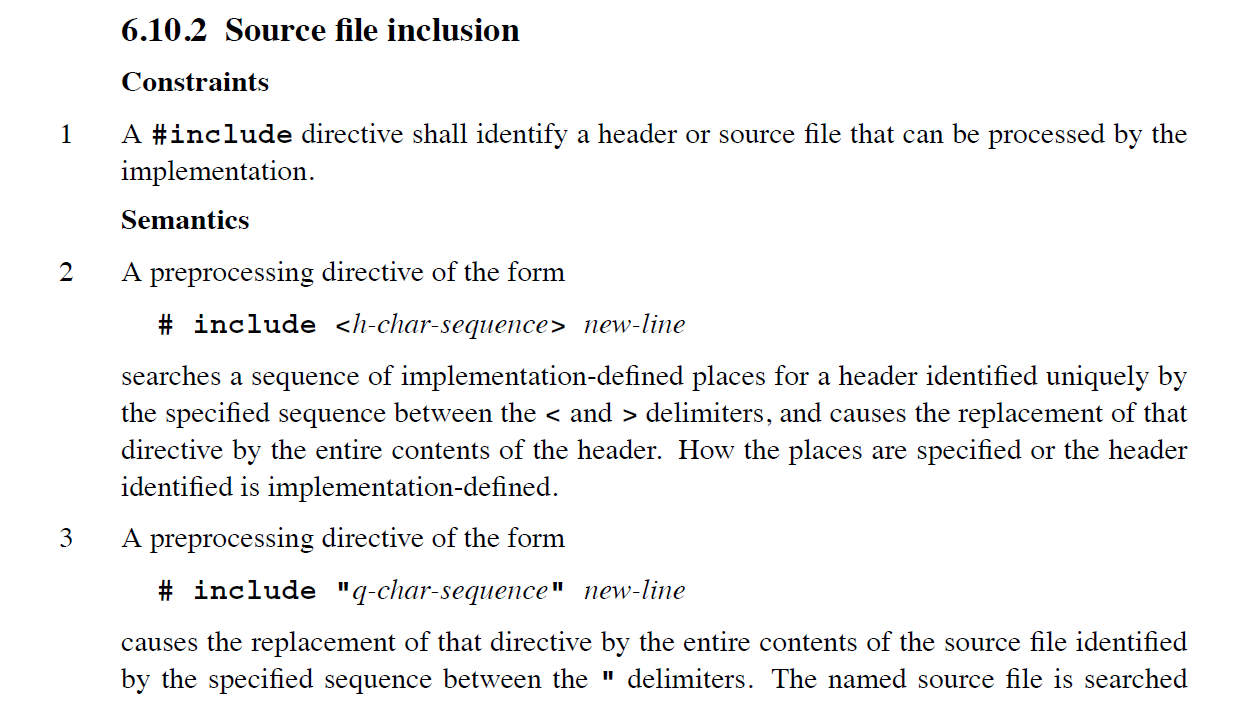 6.10.2 Source file inclusion
Constraints
1 A #include directive shall identify a header or source file that can be processed by the
implementation.
Semantics
2 A preprocessing directive of the form
# include <h-char-sequence> new-line
searches a sequence of implementation-defined places for a header identified uniquely by
the specified sequence between the < and > delimiters, and causes the replacement of that
directive by the entire contents of the header. How the places are specified or the header
identified is implementation-defined.
3 A preprocessing directive of the form
# include "q-char-sequence" new-line
causes the replacement of that directive by the entire contents of the source file identified
by the specified sequence between the " delimiters. The named source file is searched